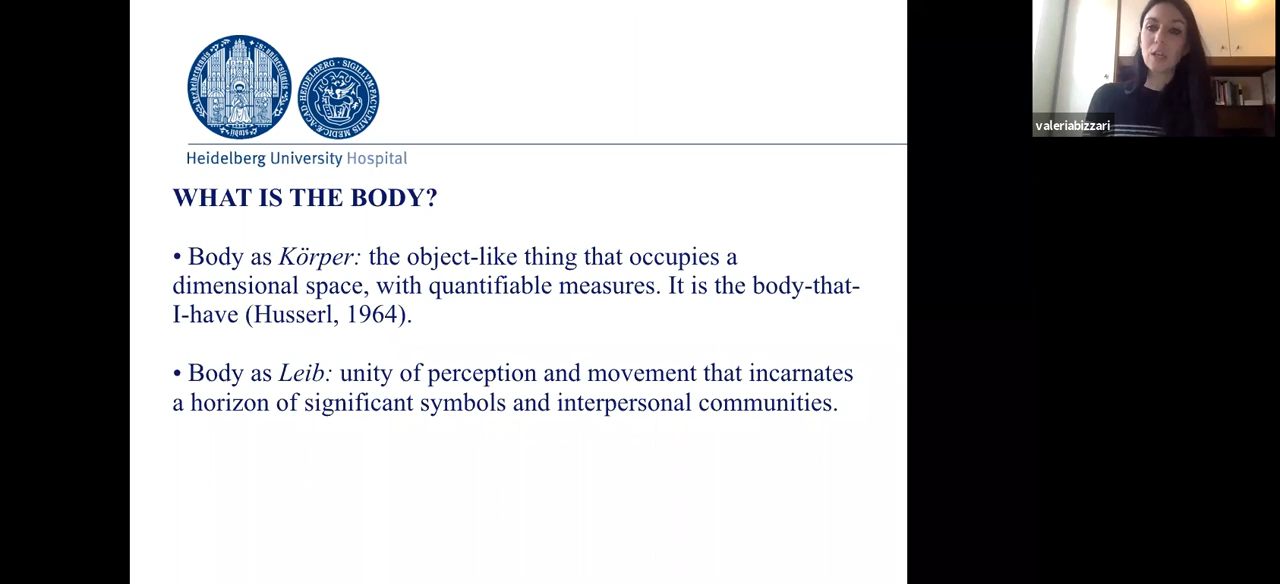 Heidelberg University Hospital
WHAT IS THE BODY?
• Body as Körper: the object-like thing that occupies a
dimensional space, with quantifiable measures. It is the body-that-
I-have (Husserl, 1964).
• Body as Leib: unity of perception and movement that incarnates
a horizon of significant symbols and interpersonal communities.
valeriabizzari